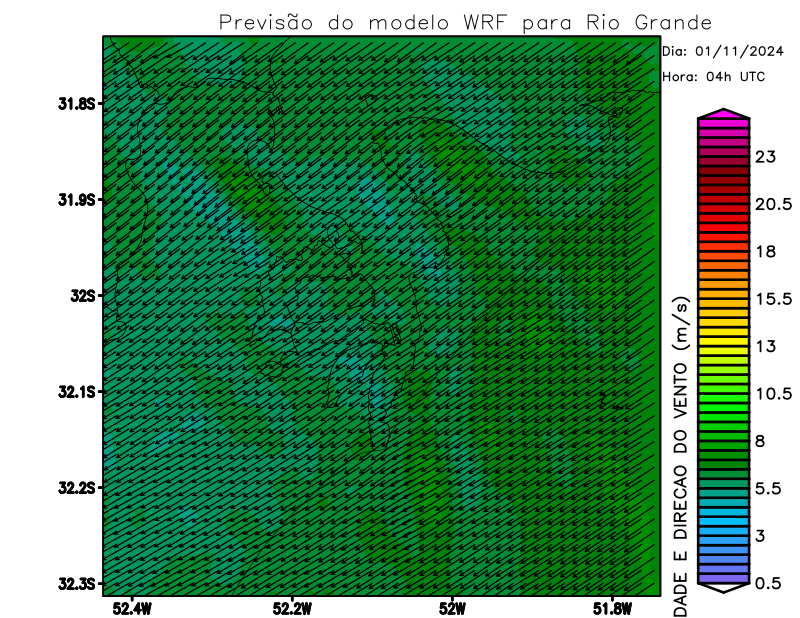 Previsão do modelo WRF para Rio Grande
Dia: 01/11/2024
Hora: 04h UTC
31.8S
31.9S
32S
32.1S
32.2S
32.3S
52.4W
52.2W
52W
51.8W
23
20.5
18
15.5
13
10.5
8
5.5
3
0.5
DADE E DIRECAO DO VENTO (m/s)